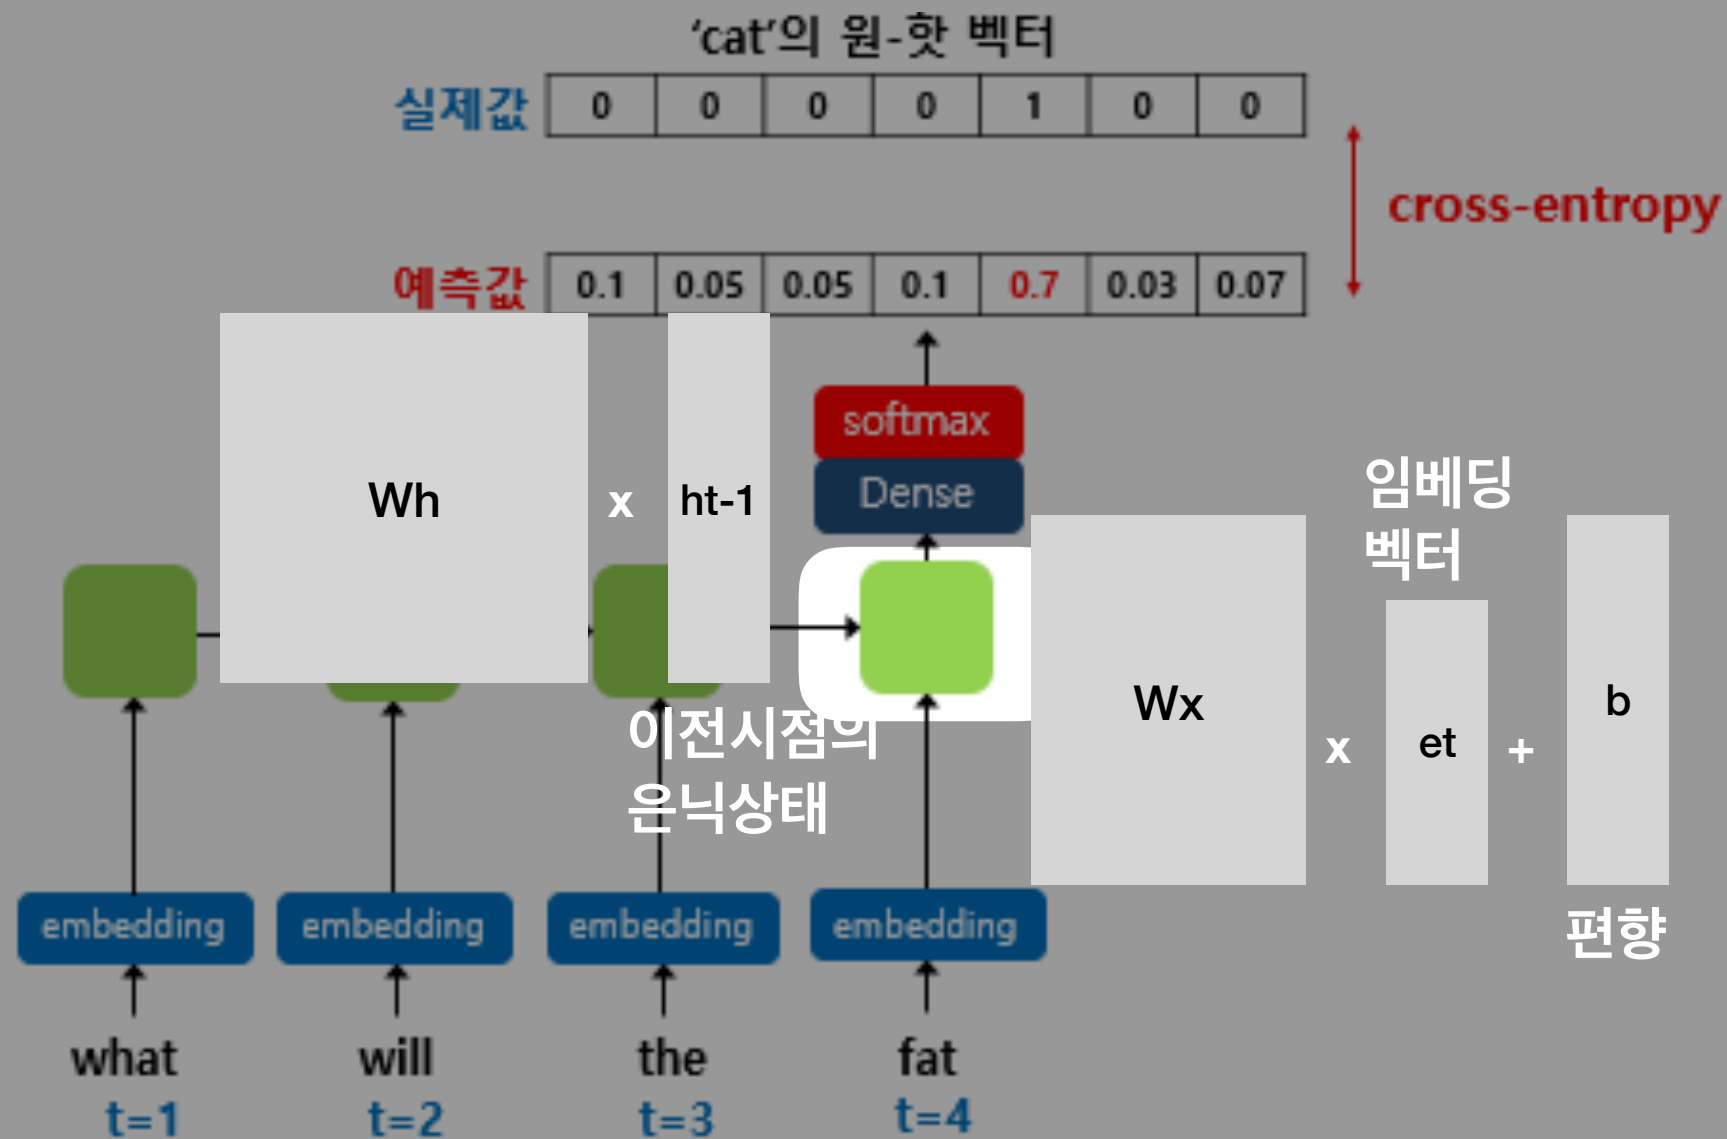 ‘cat’의 원-핫 벡터
실제값 0 0 0 0 1 0 0
cross-entropy
예측값 0.1 0.05 0.05 0.1 0.7 0.03 0.07
softmax
Dense
Wh x ht-1
이전시점의
은닉상태
임베딩
벡터
Wx x et + b
편향
embedding embedding embedding embedding
what will the fat
t=1 t=2 t=3 t=4